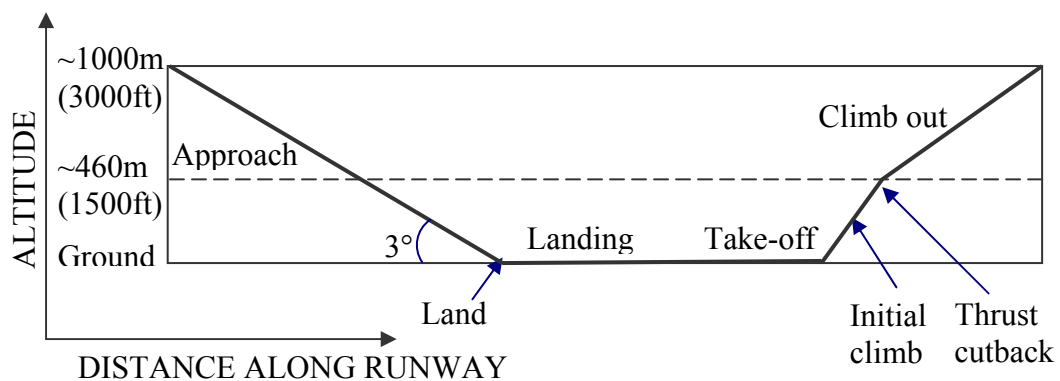 ~1000m
(3000ft)
Climb out
Approach
~460m
(1500ft)
ALTITUDE
3°
Landing
Take-off
Ground
Land
Initial
climb
Thrust
cutback
DISTANCE ALONG RUNWAY